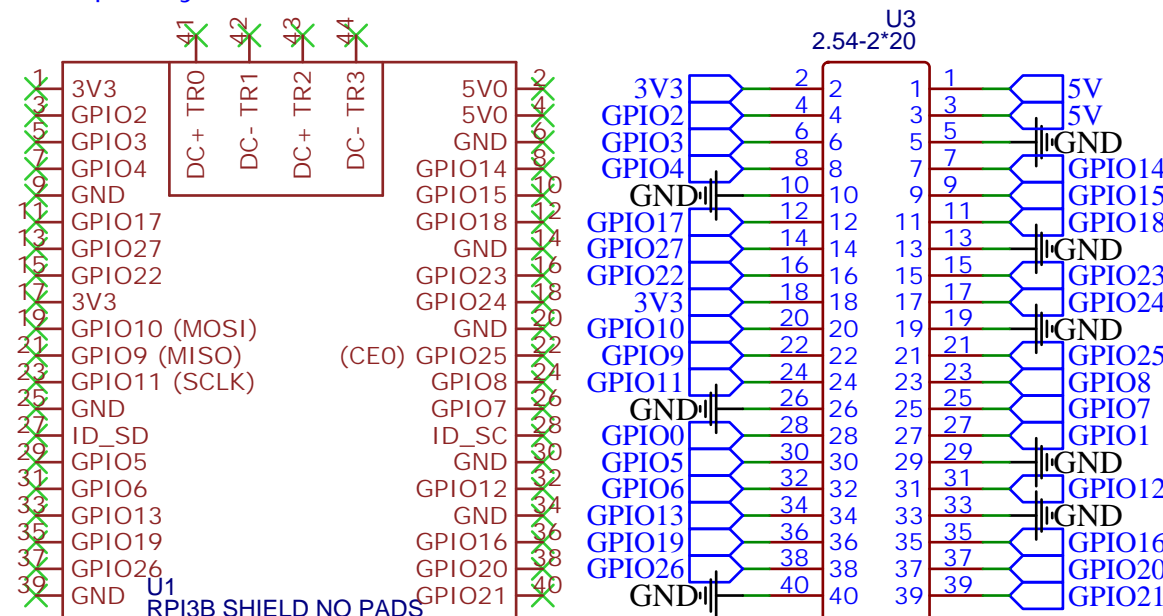 41 42 43 44
DC+ TR0
DC- TR1
DC+ TR2
DC- TR3
1 3V3 5V0 2
3 GPIO2 5V0 4
5 GPIO3 GND 6
7 GPIO4 GPIO14 8
9 GND GPIO15 10
11 GPIO17 GPIO18 12
13 GPIO27 GND 14
15 GPIO22 GPIO23 16
17 3V3 GPIO24 18
19 GPIO10 (MOSI) GND 20
21 GPIO9 (MISO) (CE0) GPIO25 22
23 GPIO11 (SCLK) GPIO8 24
25 GND GPIO7 26
27 ID_SD ID_SC 28
29 GPIO5 GND 30
31 GPIO6 GPIO12 32
33 GPIO13 GND 34
35 GPIO19 GPIO16 36
37 GPIO26 GPIO20 38
39 GND GPIO21 40
U1
RPI3B SHIELD NO PADS
U3
2.54-2*20
3V3 2 2 1 1 5V
GPIO2 4 4 3 3 5V
GPIO3 6 6 5 5 GND
GPIO4 8 8 7 7 GPIO14
GND 10 10 9 9 GPIO15
GPIO17 12 12 11 11 GPIO18
GPIO27 14 14 13 13 GND
GPIO22 16 16 15 15 GPIO23
3V3 18 18 17 17 GPIO24
GPIO10 20 20 19 19 GND
GPIO9 22 22 21 21 GPIO25
GPIO11 24 24 23 23 GPIO8
GND 26 26 25 25 GPIO7
GPIO0 28 28 27 27 GPIO1
GPIO5 30 30 29 29 GND
GPIO6 32 32 31 31 GPIO12
GPIO13 34 34 33 33 GND
GPIO19 36 36 35 35 GPIO16
GPIO26 38 38 37 37 GPIO20
GND 40 40 39 39 GPIO21